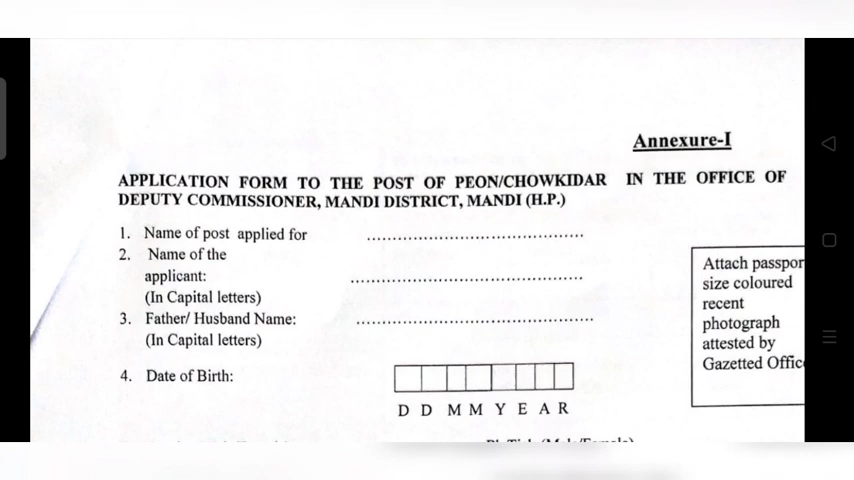 Annexure-I
APPLICATION FORM TO THE POST OF PEON/CHOWKIDAR IN THE OFFICE OF
DEPUTY COMMISSIONER, MANDI DISTRICT, MANDI (H.P.)
1. Name of post applied for ........................................
2. Name of the
applicant: ...........................................
(In Capital letters)
3. Father/ Husband Name: ...........................................
(In Capital letters)
4. Date of Birth:
D D M M Y E A R
Attach passpor
size coloured
recent
photograph
attested by
Gazetted Offic
(Male/Female)